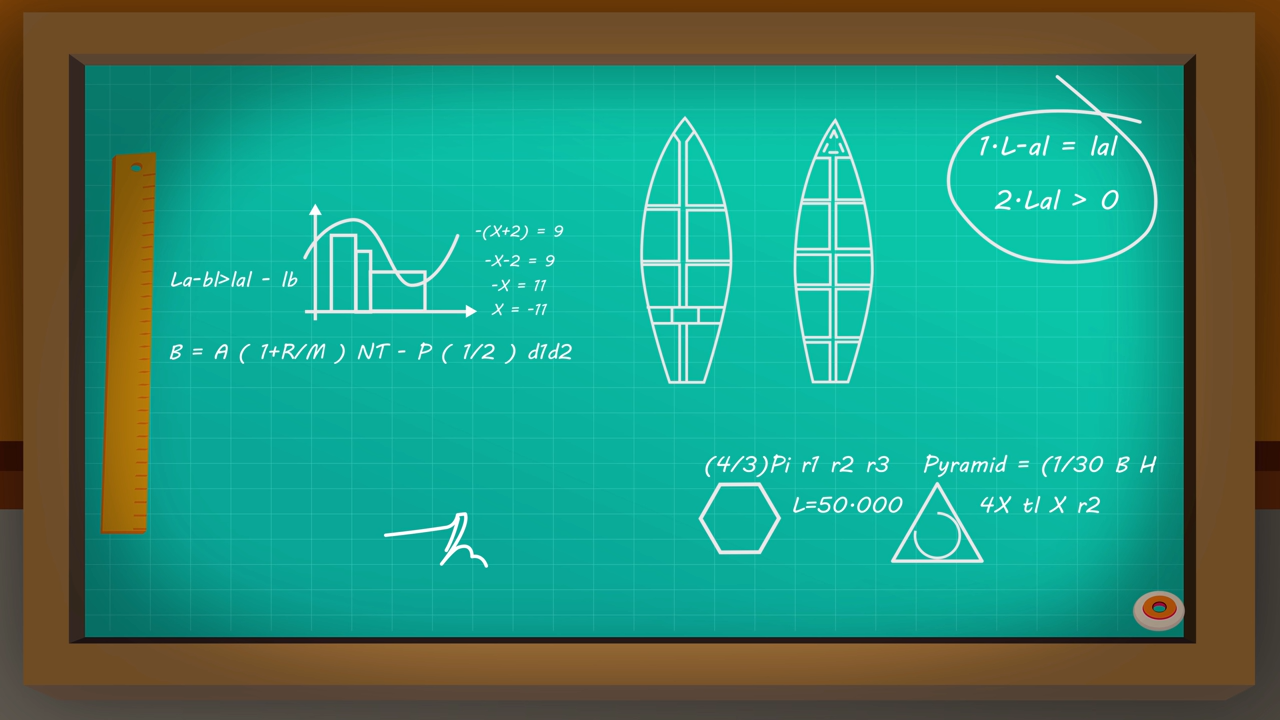 La-bl>lal - lb
-(X+2) = 9
-X-2 = 9
-X = 11
X = -11
B = A ( 1+R/M ) NT - P ( 1/2 ) d1d2
1·L-al = lal
2·Lal > 0
(4/3)Pi r1 r2 r3
Pyramid = (1/30 B H
L=50·000
4X tl X r2